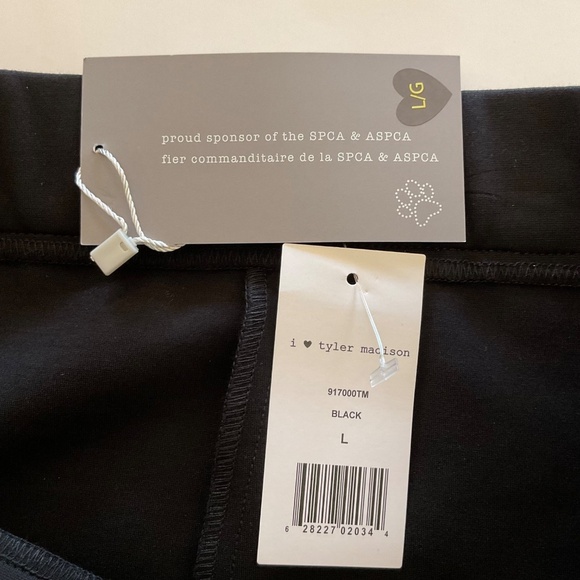 L/G
proud sponsor of the SPCA & ASPCA
fier commanditaire de la SPCA & ASPCA
i ♥ tyler madison
917000TM
BLACK
L
6 28227 02034 4